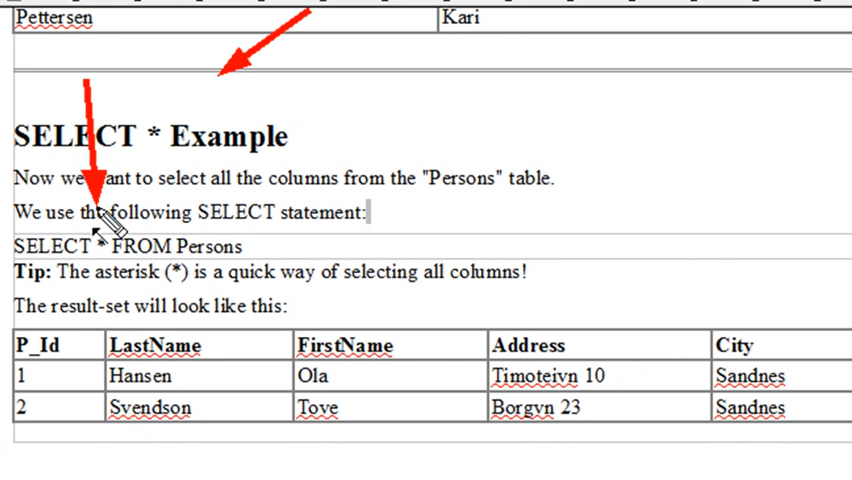 Pettersen Kari
SELECT * Example
Now we want to select all the columns from the "Persons" table.
We use the following SELECT statement:
SELECT * FROM Persons
Tip: The asterisk (*) is a quick way of selecting all columns!
The result-set will look like this:
P_Id LastName FirstName Address City
1 Hansen Ola Timoteivn 10 Sandnes
2 Svendson Tove Borgvn 23 Sandnes